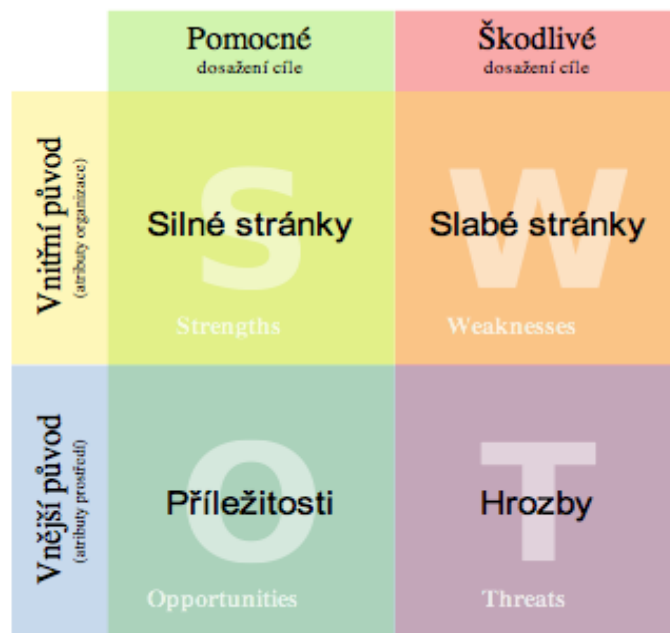 Pomocné
dosažení cíle
Škodlivé
dosažení cíle
Vnitřní původ
(atributy organizace)
S
Silné stránky
Strengths
W
Slabé stránky
Weaknesses
Vnější původ
(atributy prostředí)
O
Příležitosti
Opportunities
T
Hrozby
Threats